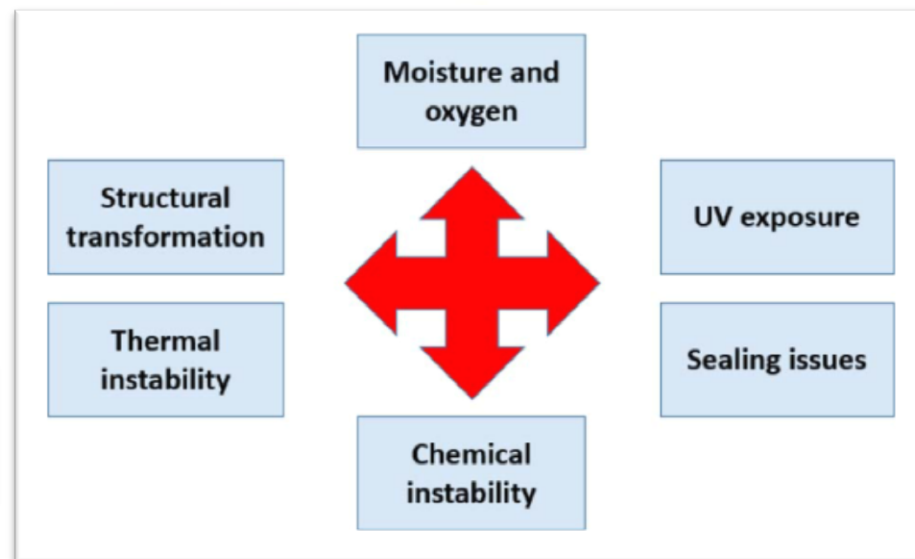 Moisture and
oxygen
Structural
transformation
UV exposure
Thermal
instability
Sealing issues
Chemical
instability